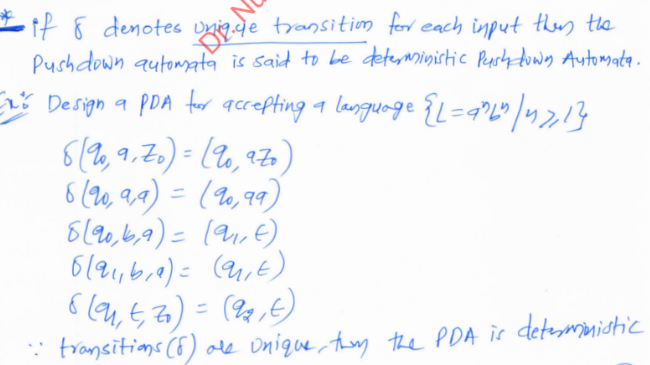 * if δ denotes unique transition for each input then the
Pushdown automata is said to be deterministic Pushdown Automata.
Ex: Design a PDA for accepting a language {L=aⁿbⁿ/n≥1}
δ(q₀, a, Z₀) = (q₀, aZ₀)
δ(q₀, a, a) = (q₀, aa)
δ(q₀, b, a) = (q₁, ϵ)
δ(q₁, b, a) = (q₁, ϵ)
δ(q₁, ϵ, Z₀) = (q₂, ϵ)
∵ transitions (δ) are unique, then the PDA is deterministic
Dr.